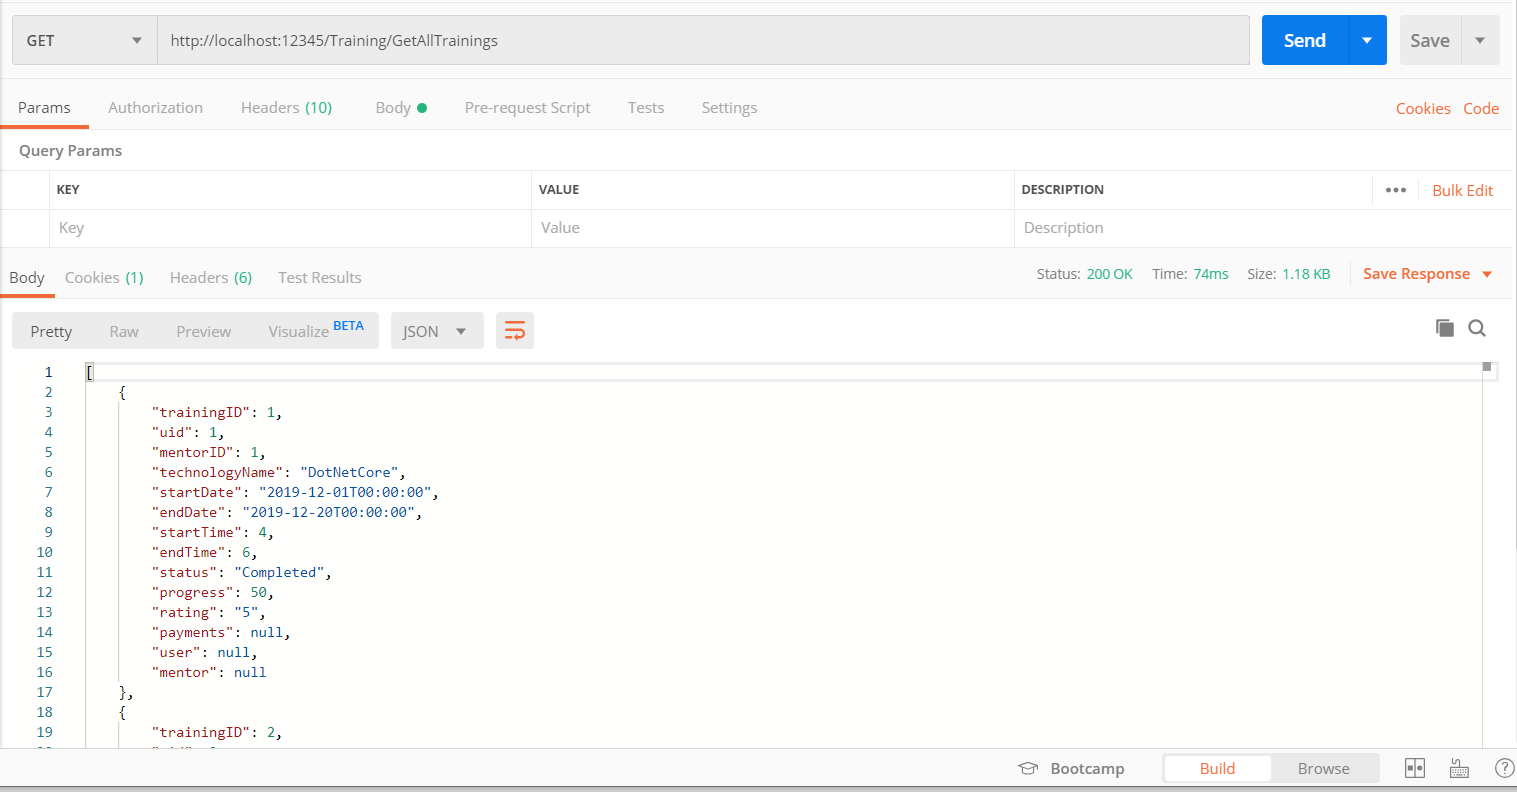 GET http://localhost:12345/Training/GetAllTrainings Send Save
Params Authorization Headers (10) Body Pre-request Script Tests Settings Cookies Code
Query Params
KEY VALUE DESCRIPTION ••• Bulk Edit
Key Value Description
Body Cookies (1) Headers (6) Test Results Status: 200 OK Time: 74ms Size: 1.18 KB Save Response
Pretty Raw Preview Visualize BETA JSON
1 [
2 {
3 "trainingID": 1,
4 "uid": 1,
5 "mentorID": 1,
6 "technologyName": "DotNetCore",
7 "startDate": "2019-12-01T00:00:00",
8 "endDate": "2019-12-20T00:00:00",
9 "startTime": 4,
10 "endTime": 6,
11 "status": "Completed",
12 "progress": 50,
13 "rating": "5",
14 "payments": null,
15 "user": null,
16 "mentor": null
17 },
18 {
19 "trainingID": 2,
Bootcamp Build Browse